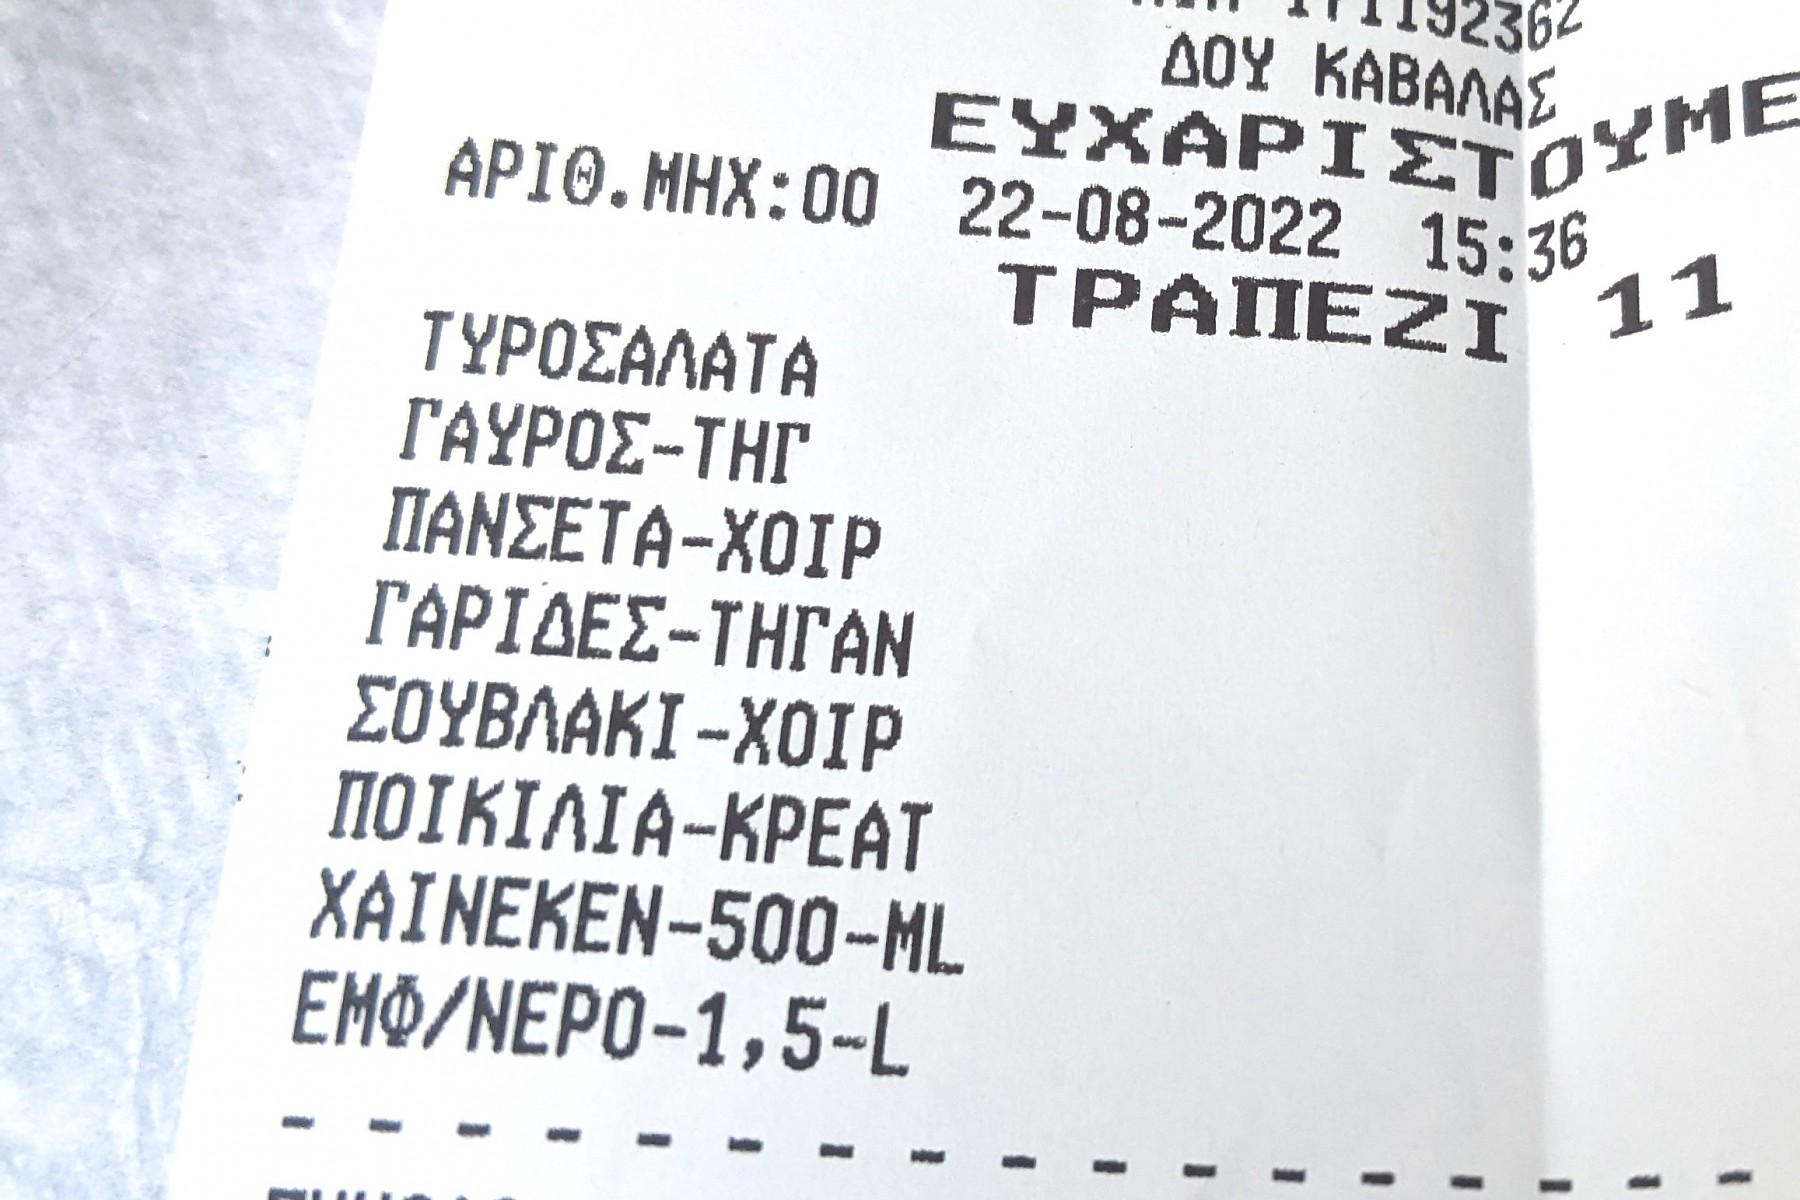 ΔΟΥ ΚΑΒΑΛΑΣ
ΕΥΧΑΡΙΣΤΟΥΜΕ
ΑΡΙΘ.ΜΗΧ:00 22-08-2022 15:36
ΤΡΑΠΕΖΙ 11
ΤΥΡΟΣΑΛΑΤΑ
ΓΑΥΡΟΣ-ΤΗΓ
ΠΑΝΣΕΤΑ-ΧΟΙΡ
ΓΑΡΙΔΕΣ-ΤΗΓΑΝ
ΣΟΥΒΛΑΚΙ-ΧΟΙΡ
ΠΟΙΚΙΛΙΑ-ΚΡΕΑΤ
ΧΑΙΝΕΚΕΝ-500-ML
ΕΜΦ/ΝΕΡΟ-1,5-L